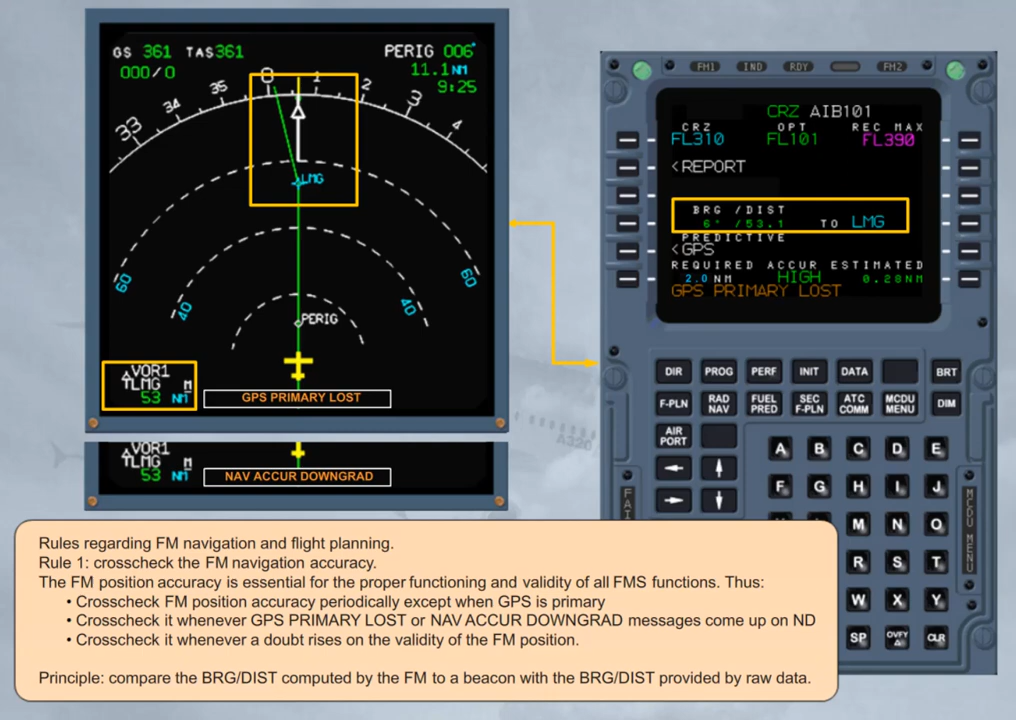 GS 361 TAS361
000/0
PERIG 006°
11.1NM
9:25
33 34 35 0 1 2 3 4
LMG
60 60
40 40
PERIG
VOR1
LMG M
53 NM
GPS PRIMARY LOST
VOR1
LMG M
53 NM
NAV ACCUR DOWNGRAD
FM1 IND RDY FM2
CRZ AIB101
CRZ OPT REC MAX
FL310 FL101 FL390
<REPORT
BRG /DIST
6° /53.1 TO LMG
PREDICTIVE
<GPS
REQUIRED ACCUR ESTIMATED
2.0NM HIGH 0.28NM
GPS PRIMARY LOST
DIR PROG PERF INIT DATA BRT
F-PLN RAD NAV FUEL PRED SEC F-PLN ATC COMM MCDU MENU DIM
AIR PORT
A B C D E
F G H I J
M N O
R S T
W X Y
SP OVFY Δ CLR
FAI
MCDU MENU
A320
Rules regarding FM navigation and flight planning.
Rule 1: crosscheck the FM navigation accuracy.
The FM position accuracy is essential for the proper functioning and validity of all FMS functions. Thus:
• Crosscheck FM position accuracy periodically except when GPS is primary
• Crosscheck it whenever GPS PRIMARY LOST or NAV ACCUR DOWNGRAD messages come up on ND
• Crosscheck it whenever a doubt rises on the validity of the FM position.
Principle: compare the BRG/DIST computed by the FM to a beacon with the BRG/DIST provided by raw data.